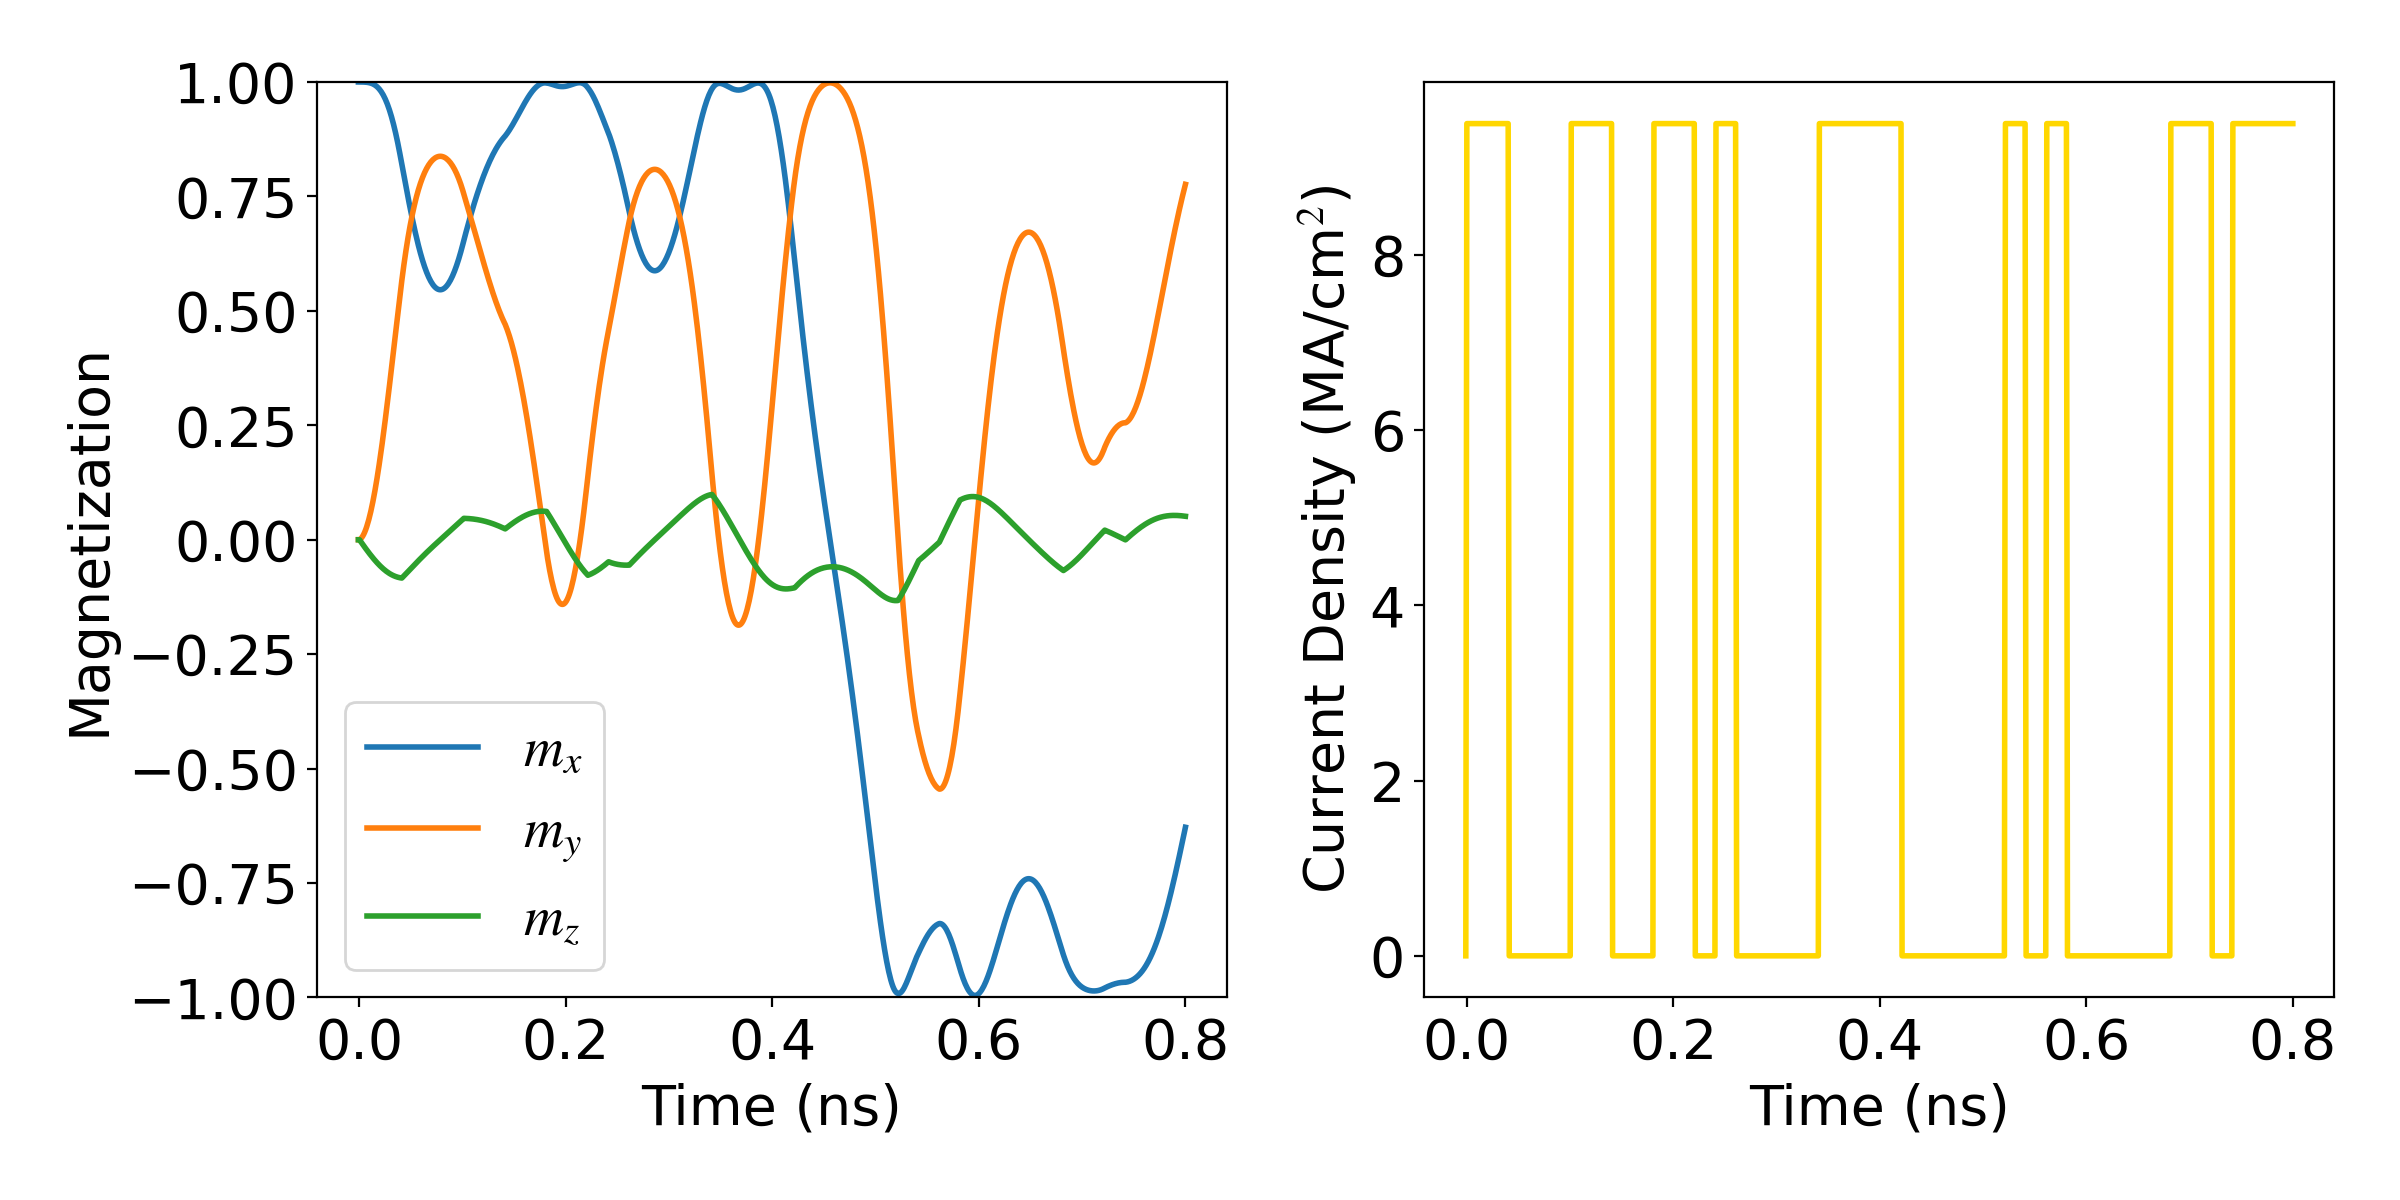 1.00
0.75
0.50
0.25
0.00
−0.25
−0.50
−0.75
−1.00
Magnetization
m_x
m_y
m_z
0.0 0.2 0.4 0.6 0.8
Time (ns)
8
6
4
2
0
Current Density (MA/cm²)
0.0 0.2 0.4 0.6 0.8
Time (ns)